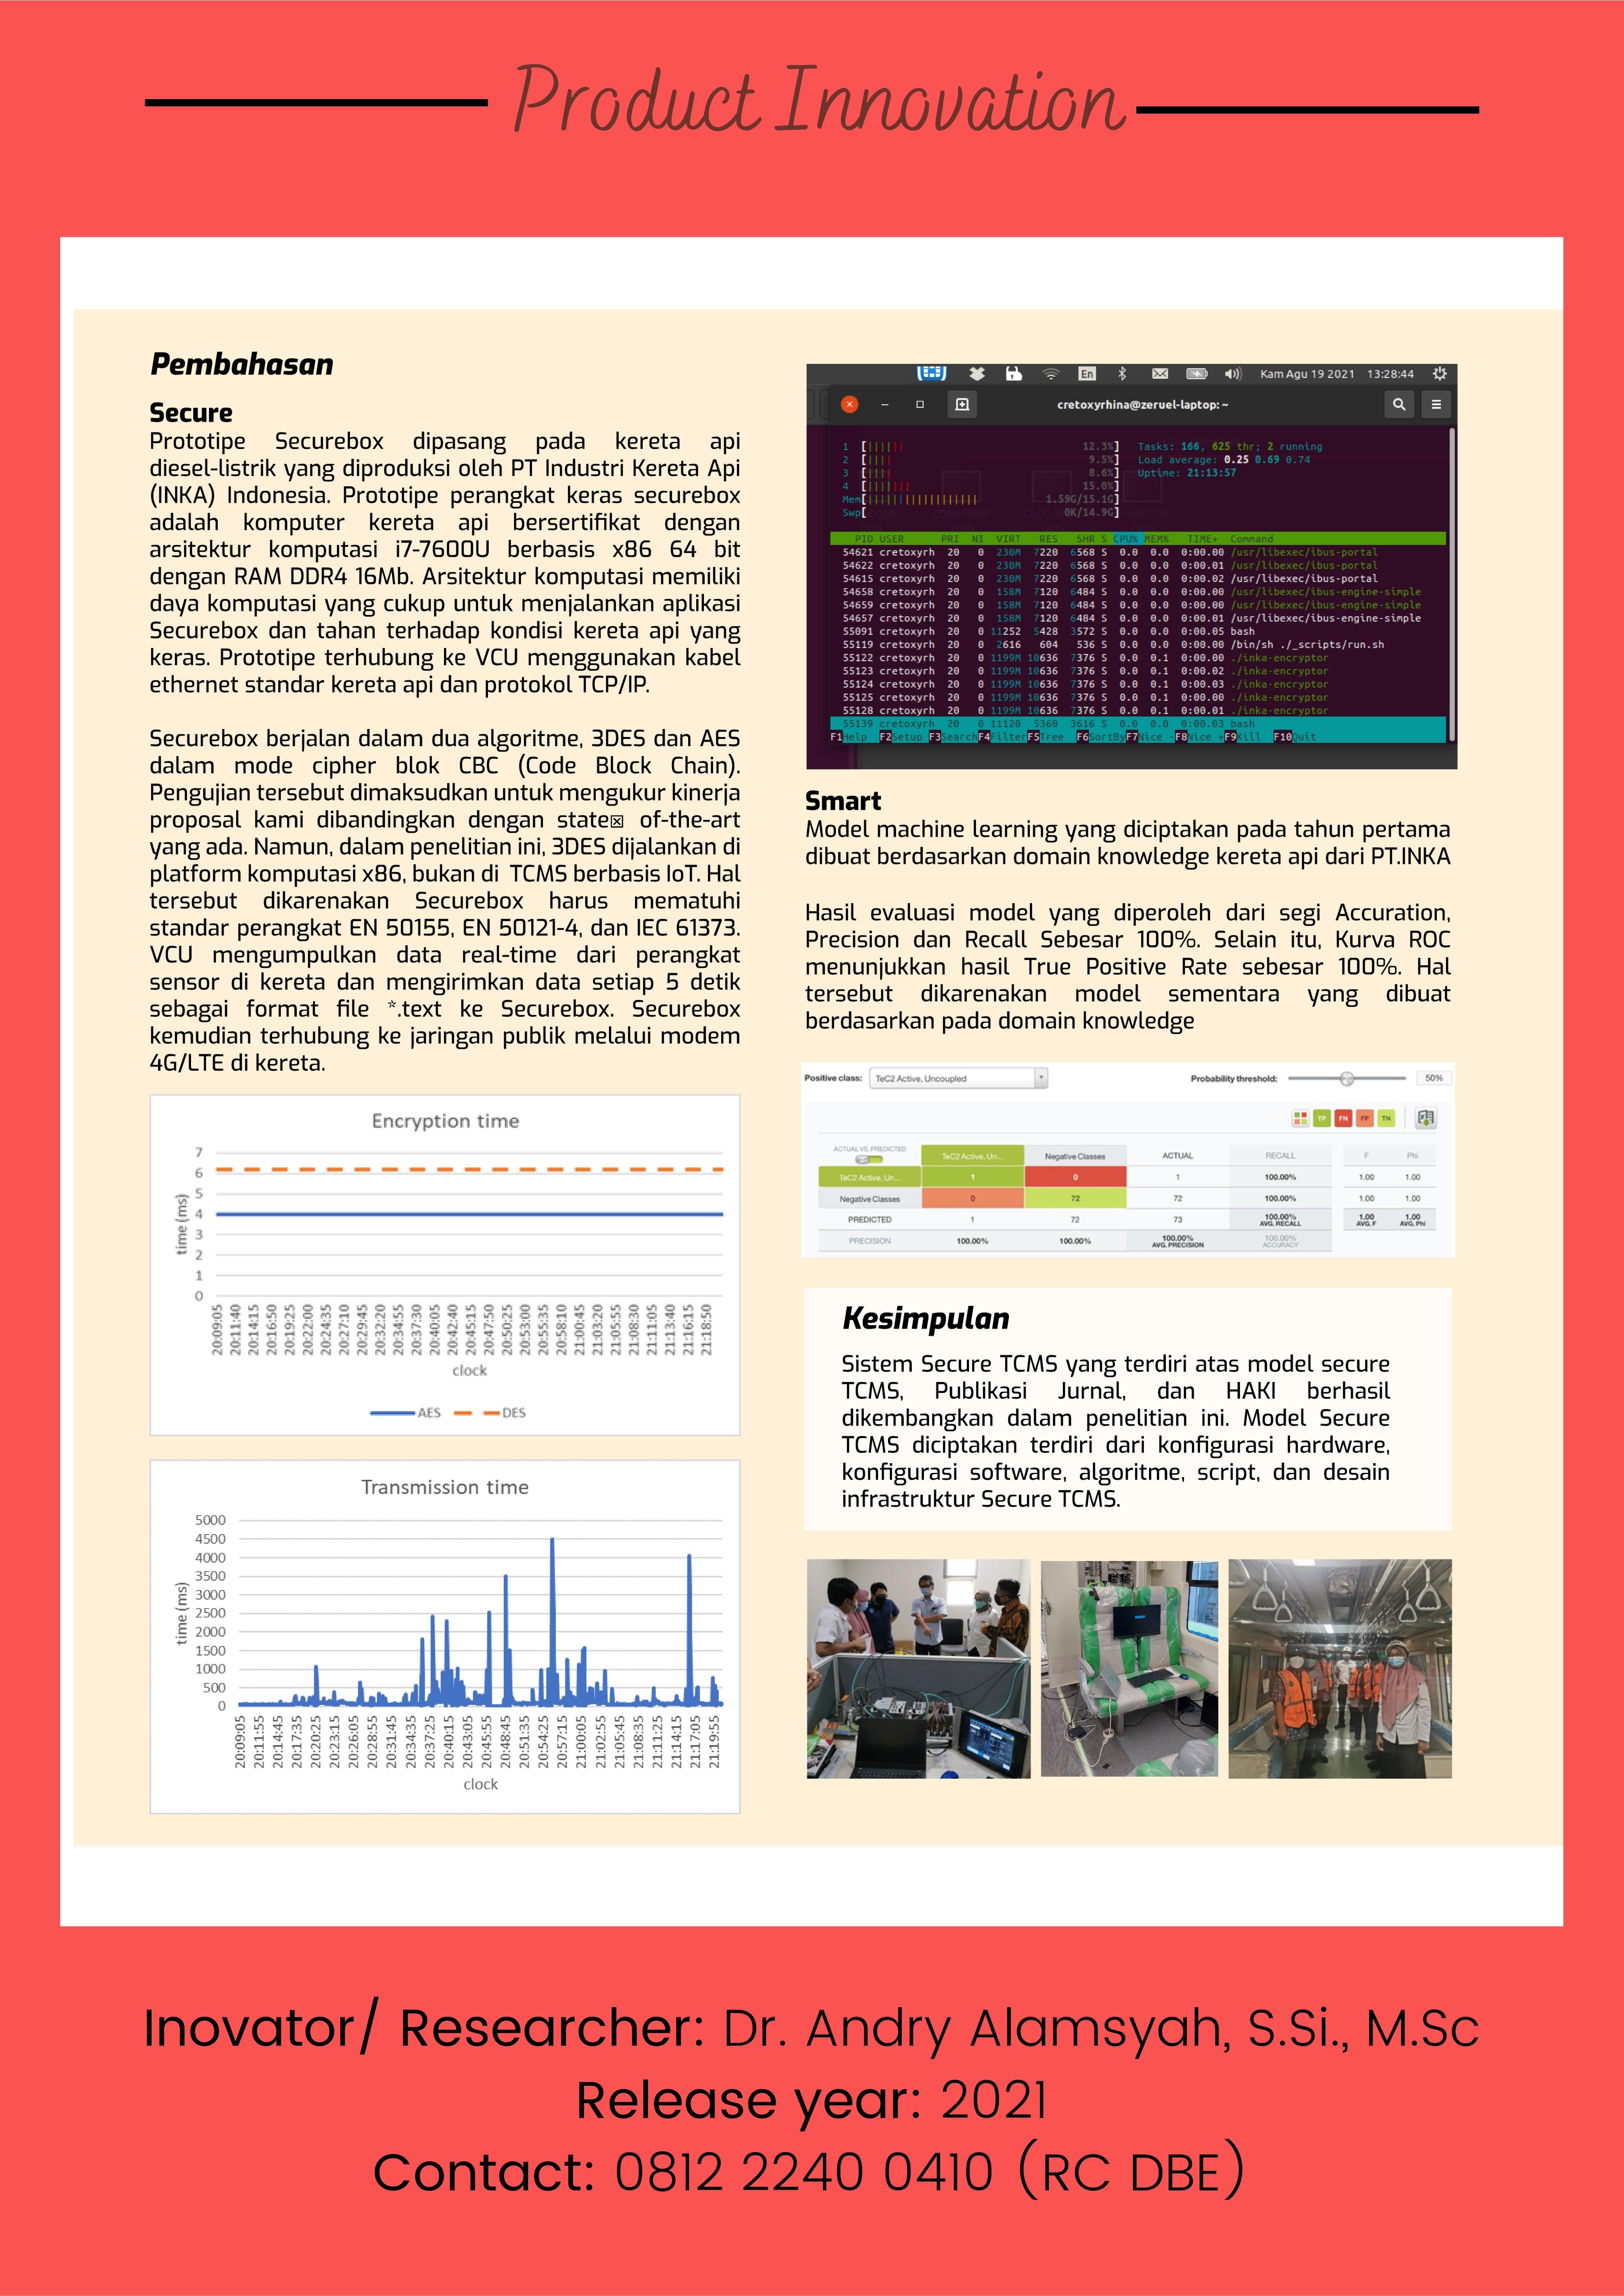 Product Innovation
Pembahasan
Secure
Prototipe Securebox dipasang pada kereta api
diesel-listrik yang diproduksi oleh PT Industri Kereta Api
(INKA) Indonesia. Prototipe perangkat keras securebox
adalah komputer kereta api bersertifikat dengan
arsitektur komputasi i7-7600U berbasis x86 64 bit
dengan RAM DDR4 16Mb. Arsitektur komputasi memiliki
daya komputasi yang cukup untuk menjalankan aplikasi
Securebox dan tahan terhadap kondisi kereta api yang
keras. Prototipe terhubung ke VCU menggunakan kabel
ethernet standar kereta api dan protokol TCP/IP.
Securebox berjalan dalam dua algoritme, 3DES dan AES
dalam mode cipher blok CBC (Code Block Chain).
Pengujian tersebut dimaksudkan untuk mengukur kinerja
proposal kami dibandingkan dengan state of-the-art
yang ada. Namun, dalam penelitian ini, 3DES dijalankan di
platform komputasi x86, bukan di TCMS berbasis IoT. Hal
tersebut dikarenakan Securebox harus mematuhi
standar perangkat EN 50155, EN 50121-4, dan IEC 61373.
VCU mengumpulkan data real-time dari perangkat
sensor di kereta dan mengirimkan data setiap 5 detik
sebagai format file *.text ke Securebox. Securebox
kemudian terhubung ke jaringan publik melalui modem
4G/LTE di kereta.
Encryption time
time (ms)
7
6
5
4
3
2
1
0
20:09:05 20:11:40 20:14:15 20:16:50 20:19:25 20:22:00 20:24:35 20:27:10 20:29:45 20:32:20 20:34:55 20:37:30 20:40:05 20:42:40 20:45:15 20:47:50 20:50:25 20:53:00 20:55:35 20:58:10 21:00:45 21:03:20 21:05:55 21:08:30 21:11:05 21:13:40 21:16:15 21:18:50
clock
AES DES
Transmission time
time (ms)
5000
4500
4000
3500
3000
2500
2000
1500
1000
500
0
20:09:05 20:11:55 20:14:45 20:17:35 20:20:25 20:23:15 20:26:05 20:28:55 20:31:45 20:34:35 20:37:25 20:40:15 20:43:05 20:45:55 20:48:45 20:51:35 20:54:25 20:57:15 21:00:05 21:02:55 21:05:45 21:08:35 21:11:25 21:14:15 21:17:05 21:19:55
clock
En Kam Agu 19 2021 13:28:44
cretoxyrhina@zeruel-laptop: ~
1 [|||||| 12.3%] Tasks: 166, 625 thr; 2 running
2 [|||| 9.5%] Load average: 0.25 0.69 0.74
3 [|||| 8.6%] Uptime: 21:13:57
4 [||||||| 15.0%]
Mem[||||||||||||||||||| 1.59G/15.1G]
Swp[ 0K/14.9G]
PID USER PRI NI VIRT RES SHR S CPU% MEM% TIME+ Command
54621 cretoxyrh 20 0 230M 7220 6568 S 0.0 0.0 0:00.00 /usr/libexec/ibus-portal
54622 cretoxyrh 20 0 230M 7220 6568 S 0.0 0.0 0:00.01 /usr/libexec/ibus-portal
54615 cretoxyrh 20 0 230M 7220 6568 S 0.0 0.0 0:00.02 /usr/libexec/ibus-portal
54658 cretoxyrh 20 0 158M 7120 6484 S 0.0 0.0 0:00.00 /usr/libexec/ibus-engine-simple
54659 cretoxyrh 20 0 158M 7120 6484 S 0.0 0.0 0:00.00 /usr/libexec/ibus-engine-simple
54657 cretoxyrh 20 0 158M 7120 6484 S 0.0 0.0 0:00.01 /usr/libexec/ibus-engine-simple
55091 cretoxyrh 20 0 11252 5428 3572 S 0.0 0.0 0:00.05 bash
55119 cretoxyrh 20 0 2616 604 536 S 0.0 0.0 0:00.00 /bin/sh ./_scripts/run.sh
55122 cretoxyrh 20 0 1199M 10636 7376 S 0.0 0.1 0:00.00 ./inka-encryptor
55123 cretoxyrh 20 0 1199M 10636 7376 S 0.0 0.1 0:00.02 ./inka-encryptor
55124 cretoxyrh 20 0 1199M 10636 7376 S 0.0 0.1 0:00.03 ./inka-encryptor
55125 cretoxyrh 20 0 1199M 10636 7376 S 0.0 0.1 0:00.00 ./inka-encryptor
55128 cretoxyrh 20 0 1199M 10636 7376 S 0.0 0.1 0:00.01 ./inka-encryptor
55139 cretoxyrh 20 0 11120 5360 3616 S 0.0 0.0 0:00.03 bash
F1Help F2Setup F3SearchF4FilterF5Tree F6SortByF7Nice -F8Nice +F9Kill F10Quit
Smart
Model machine learning yang diciptakan pada tahun pertama
dibuat berdasarkan domain knowledge kereta api dari PT.INKA
Hasil evaluasi model yang diperoleh dari segi Accuration,
Precision dan Recall Sebesar 100%. Selain itu, Kurva ROC
menunjukkan hasil True Positive Rate sebesar 100%. Hal
tersebut dikarenakan model sementara yang dibuat
berdasarkan pada domain knowledge
Positive class: TeC2 Active, Uncoupled Probability threshold: 50%
TP FN FP TN
ACTUAL VS. PREDICTED TeC2 Active, Un... Negative Classes ACTUAL RECALL F Phi
TeC2 Active, Un... 1 0 1 100.00% 1.00 1.00
Negative Classes 0 72 72 100.00% 1.00 1.00
PREDICTED 1 72 73 100.00% AVG. RECALL 1.00 AVG. F 1.00 AVG. Phi
PRECISION 100.00% 100.00% 100.00% AVG. PRECISION 100.00% ACCURACY
Kesimpulan
Sistem Secure TCMS yang terdiri atas model secure
TCMS, Publikasi Jurnal, dan HAKI berhasil
dikembangkan dalam penelitian ini. Model Secure
TCMS diciptakan terdiri dari konfigurasi hardware,
konfigurasi software, algoritme, script, dan desain
infrastruktur Secure TCMS.
Inovator/ Researcher: Dr. Andry Alamsyah, S.Si., M.Sc
Release year: 2021
Contact: 0812 2240 0410 (RC DBE)